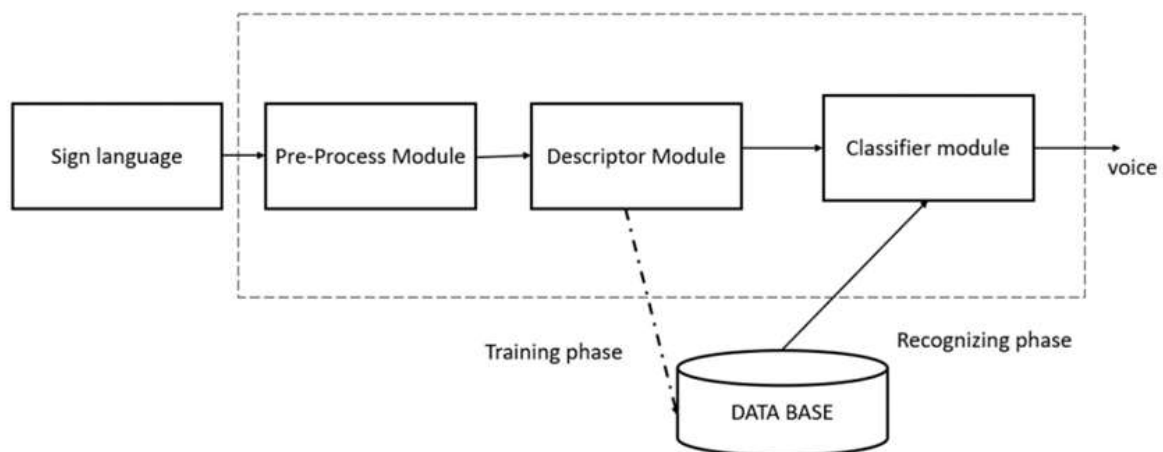 Sign language
Pre-Process Module
Descriptor Module
Classifier module
voice
Training phase
Recognizing phase
DATA BASE